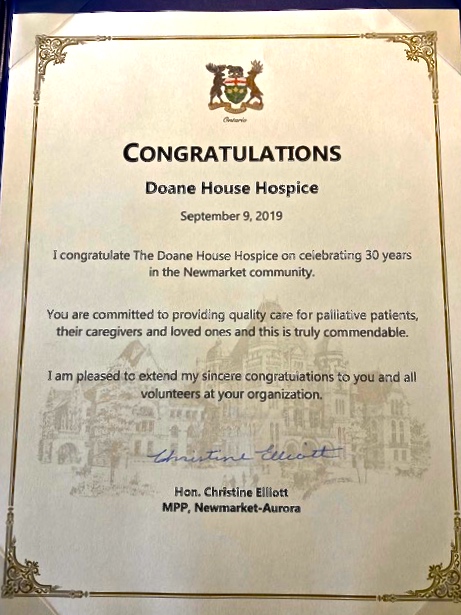 Ontario
CONGRATULATIONS
Doane House Hospice
September 9, 2019
I congratulate The Doane House Hospice on celebrating 30 years
in the Newmarket community.
You are committed to providing quality care for palliative patients,
their caregivers and loved ones and this is truly commendable.
I am pleased to extend my sincere congratulations to you and all
volunteers at your organization.
Christine Elliott
Hon. Christine Elliott
MPP, Newmarket-Aurora